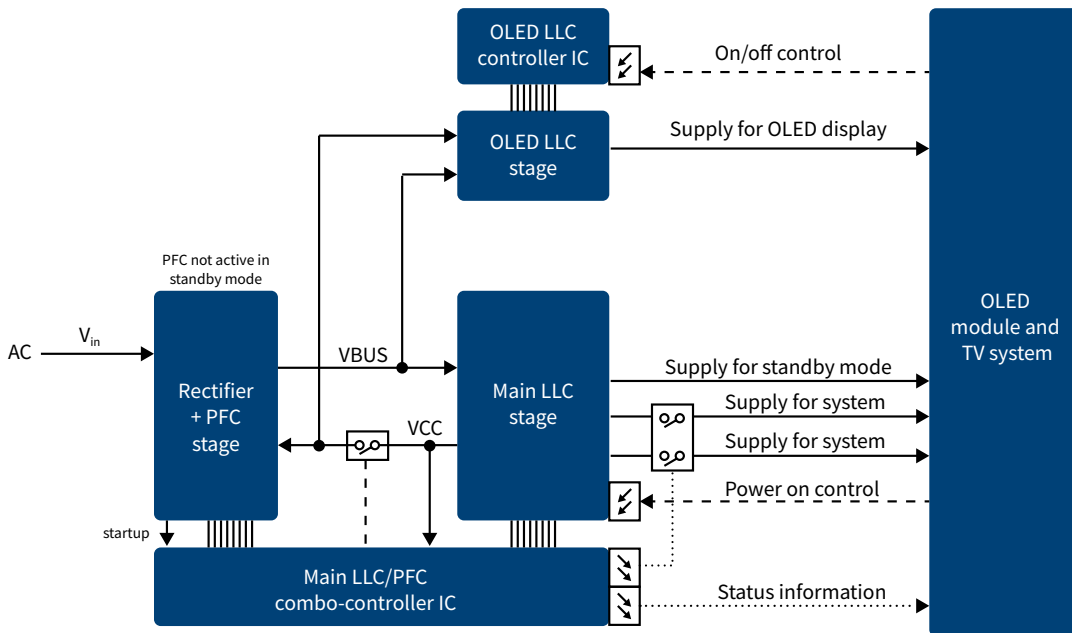 OLED LLC
controller IC
On/off control
OLED LLC
stage
Supply for OLED display
PFC not active in
standby mode
AC
V_in
Rectifier
+ PFC
stage
VBUS
VCC
Main LLC
stage
Supply for standby mode
Supply for system
Supply for system
Power on control
OLED
module and
TV system
startup
Main LLC/PFC
combo-controller IC
Status information